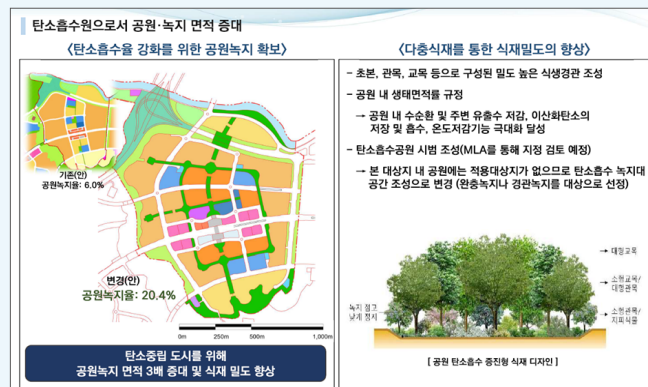 탄소흡수원으로서 공원·녹지 면적 증대
<탄소흡수율 강화를 위한 공원녹지 확보>
기존(안)
공원녹지율: 6.0%
변경(안)
공원녹지율: 20.4%
0m 250m 500m 1,000m
탄소중립 도시를 위해
공원녹지 면적 3배 증대 및 식재 밀도 향상
<다층식재를 통한 식재밀도의 향상>
- 초본, 관목, 교목 등으로 구성된 밀도 높은 식생경관 조성
- 공원 내 생태면적률 규정
→ 공원 내 수순환 및 주변 유출수 저감, 이산화탄소의
저장 및 흡수, 온도저감기능 극대화 달성
- 탄소흡수공원 시범 조성(MLA를 통해 지정 검토 예정)
→ 본 대상지 내 공원에는 적용대상지가 없으므로 탄소흡수 녹지대
공간 조성으로 변경 (완충녹지나 경관녹지를 대상으로 선정)
대형교목
소형교목/
대형관목
소형관목/
지피식물
녹지 점고
낮게 정지
[ 공원 탄소흡수 증진형 식재 디자인 ]